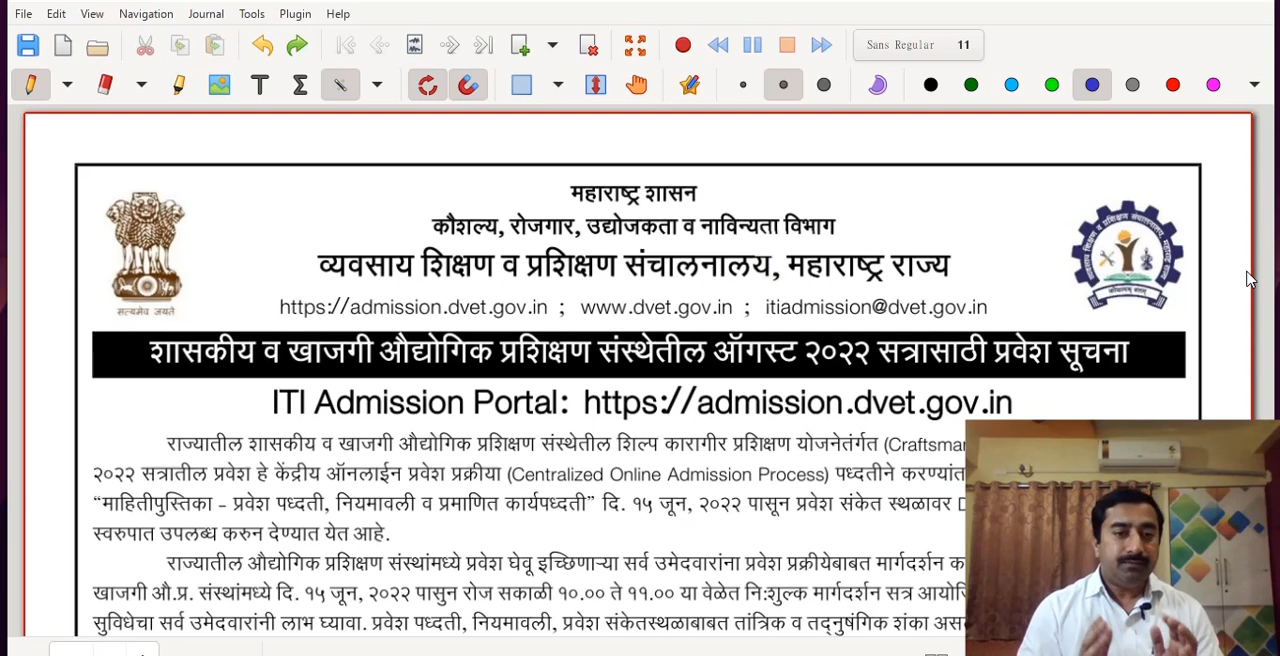 File Edit View Navigation Journal Tools Plugin Help
Sans Regular 11
महाराष्ट्र शासन
कौशल्य, रोजगार, उद्योजकता व नाविन्यता विभाग
व्यवसाय शिक्षण व प्रशिक्षण संचालनालय, महाराष्ट्र राज्य
https://admission.dvet.gov.in ; www.dvet.gov.in ; itiadmission@dvet.gov.in
सत्यमेव जयते
शासकीय व खाजगी औद्योगिक प्रशिक्षण संस्थेतील ऑगस्ट २०२२ सत्रासाठी प्रवेश सूचना
ITI Admission Portal: https://admission.dvet.gov.in
राज्यातील शासकीय व खाजगी औद्योगिक प्रशिक्षण संस्थेतील शिल्प कारागीर प्रशिक्षण योजनेतंर्गत (Craftsma
२०२२ सत्रातील प्रवेश हे केंद्रीय ऑनलाईन प्रवेश प्रक्रीया (Centralized Online Admission Process) पध्दतीने करण्यांत
“माहितीपुस्तिका - प्रवेश पध्दती, नियमावली व प्रमाणित कार्यपध्दती” दि. १५ जून, २०२२ पासून प्रवेश संकेत स्थळावर
स्वरुपात उपलब्ध करुन देण्यात येत आहे.
राज्यातील औद्योगिक प्रशिक्षण संस्थांमध्ये प्रवेश घेवू इच्छिणाऱ्या सर्व उमेदवारांना प्रवेश प्रक्रीयेबाबत मार्गदर्शन क
खाजगी औ.प्र. संस्थांमध्ये दि. १५ जून, २०२२ पासुन रोज सकाळी १०.०० ते ११.०० या वेळेत नि:शुल्क मार्गदर्शन सत्र आयोजि
सुविधेचा सर्व उमेदवारांनी लाभ घ्यावा. प्रवेश पध्दती, नियमावली, प्रवेश संकेतस्थळाबाबत तांत्रिक व तद्नुषंगिक शंका अस